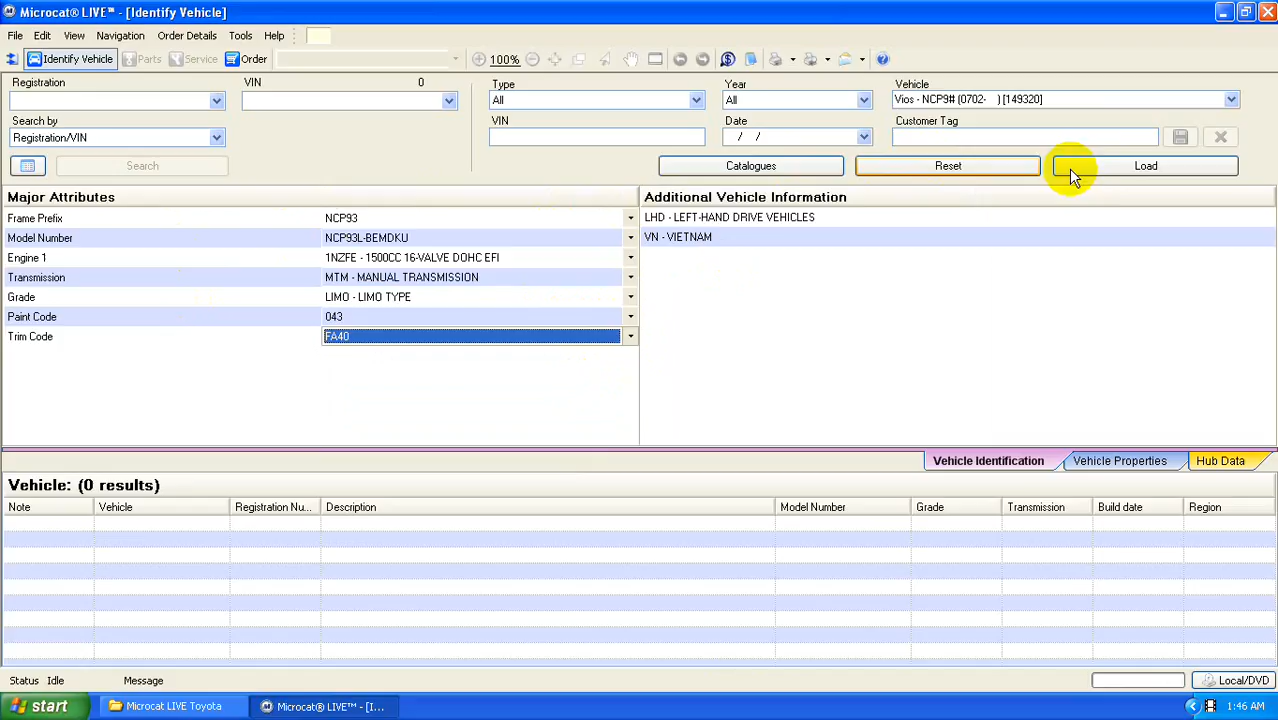 Microcat® LIVE™ - [Identify Vehicle]
File Edit View Navigation Order Details Tools Help
Identify Vehicle Parts Service Order 100%
Registration VIN 0 Type Year Vehicle
All All Vios - NCP9# (0702- ) [149320]
Search by VIN Date Customer Tag
Registration/VIN / /
Search Catalogues Reset Load
Major Attributes Additional Vehicle Information
Frame Prefix NCP93 LHD - LEFT-HAND DRIVE VEHICLES
Model Number NCP93L-BEMDKU VN - VIETNAM
Engine 1 1NZFE - 1500CC 16-VALVE DOHC EFI
Transmission MTM - MANUAL TRANSMISSION
Grade LIMO - LIMO TYPE
Paint Code 043
Trim Code FA40
Vehicle Identification Vehicle Properties Hub Data
Vehicle: (0 results)
Note Vehicle Registration Nu... Description Model Number Grade Transmission Build date Region
Status Idle Message Local/DVD
start Microcat LIVE Toyota Microcat® LIVE™ - [I... 1:46 AM